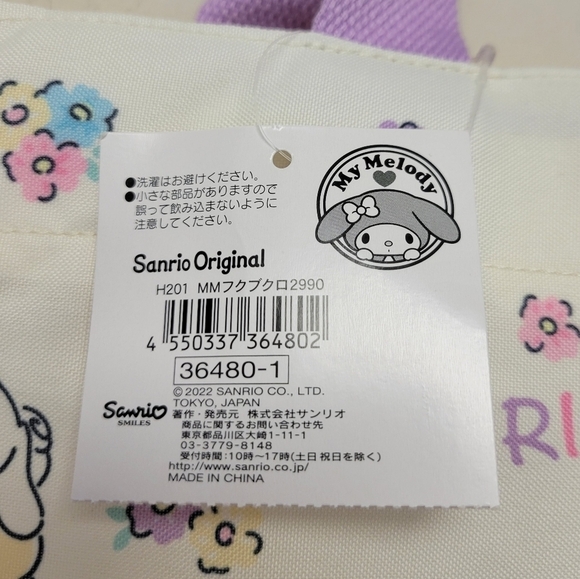 ●洗濯はお避けください。
●小さな部品がありますので
誤って飲み込まないように
注意してください。
My Melody
Sanrio Original
H201 MMフクブクロ2990
4 550337 364802
36480-1
© 2022 SANRIO CO., LTD.
TOKYO, JAPAN
Sanrio
SMILES
著作・発売元 株式会社サンリオ
商品に関するお問い合わせ先
東京都品川区大崎1-11-1
03-3779-8148
受付時間:10〜17時(土日祝日を除く)
http://www.sanrio.co.jp/
MADE IN CHINA
RI